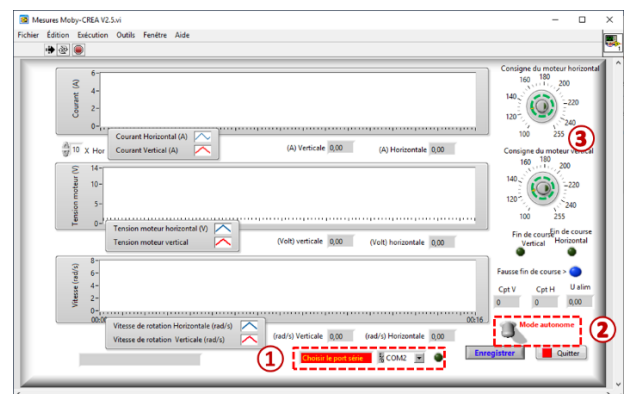 Mesures Moby-CREA V2.5.vi
Fichier Édition Exécution Outils Fenêtre Aide
1
Courant (A)
6-
4-
2-
0-
Courant Horizontal (A)
Courant Vertical (A)
10 X Hor
(A) Verticale 0,00
(A) Horizontale 0,00
Consigne du moteur horizontal
160 180 200
140 220
120 240
100 255
3
Tension moteur (V)
14-
10-
5-
0-
Tension moteur horizontal (V)
Tension moteur vertical
(Volt) verticale 0,00
(Volt) horizontale 0,00
Consigne du moteur vertical
160 180 200
140 220
120 240
100 255
Fin de course Vertical
Fin de course Horizontal
Fausse fin de course >
Cpt V Cpt H U alim
0 0 0,00
Vitesse (rad/s)
8-
6-
4-
2-
0-
00:00
00:16
Vitesse de rotation Horizontale (rad/s)
Vitesse de rotation Verticale (rad/s)
(rad/s) Verticale 0,00
(rad/s) Horizontale 0,00
Mode autonome
2
1
Choisir le port série
COM2
Enregistrer
Quitter